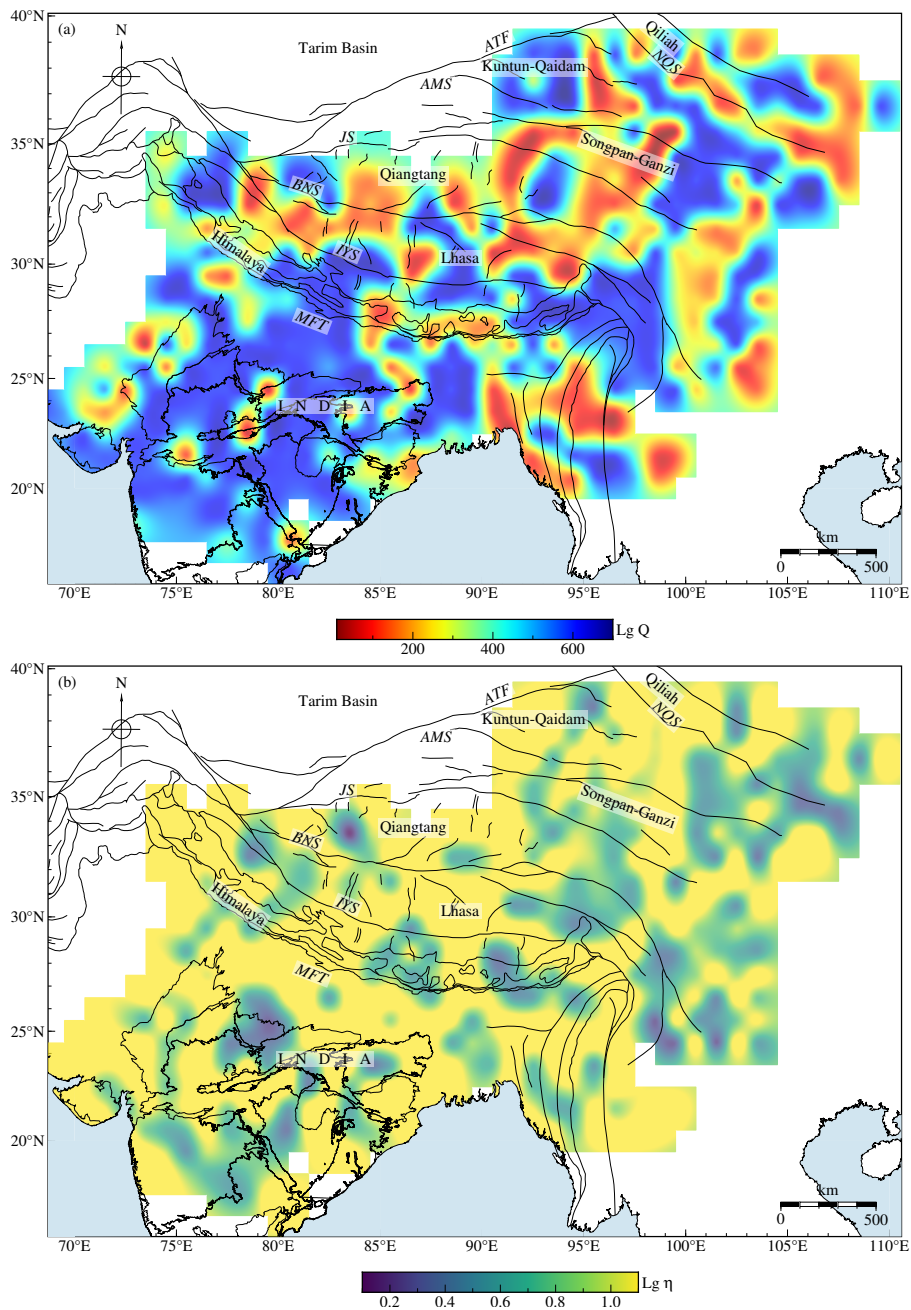 40°N
(a)
N
Tarim Basin
ATF
Qiliah
NQS
Kuntun-Qaidam
AMS
35°N
JS
Songpan-Ganzi
Qiangtang
BNS
30°N
Himalaya
IYS
Lhasa
MFT
25°N
I N D I A
20°N
km
0 500
70°E 75°E 80°E 85°E 90°E 95°E 100°E 105°E 110°E
Lg Q
200 400 600
40°N
(b)
N
Tarim Basin
ATF
Qiliah
NQS
Kuntun-Qaidam
AMS
35°N
JS
Songpan-Ganzi
Qiangtang
BNS
30°N
Himalaya
IYS
Lhasa
MFT
25°N
I N D I A
20°N
km
0 500
70°E 75°E 80°E 85°E 90°E 95°E 100°E 105°E 110°E
Lg η
0.2 0.4 0.6 0.8 1.0